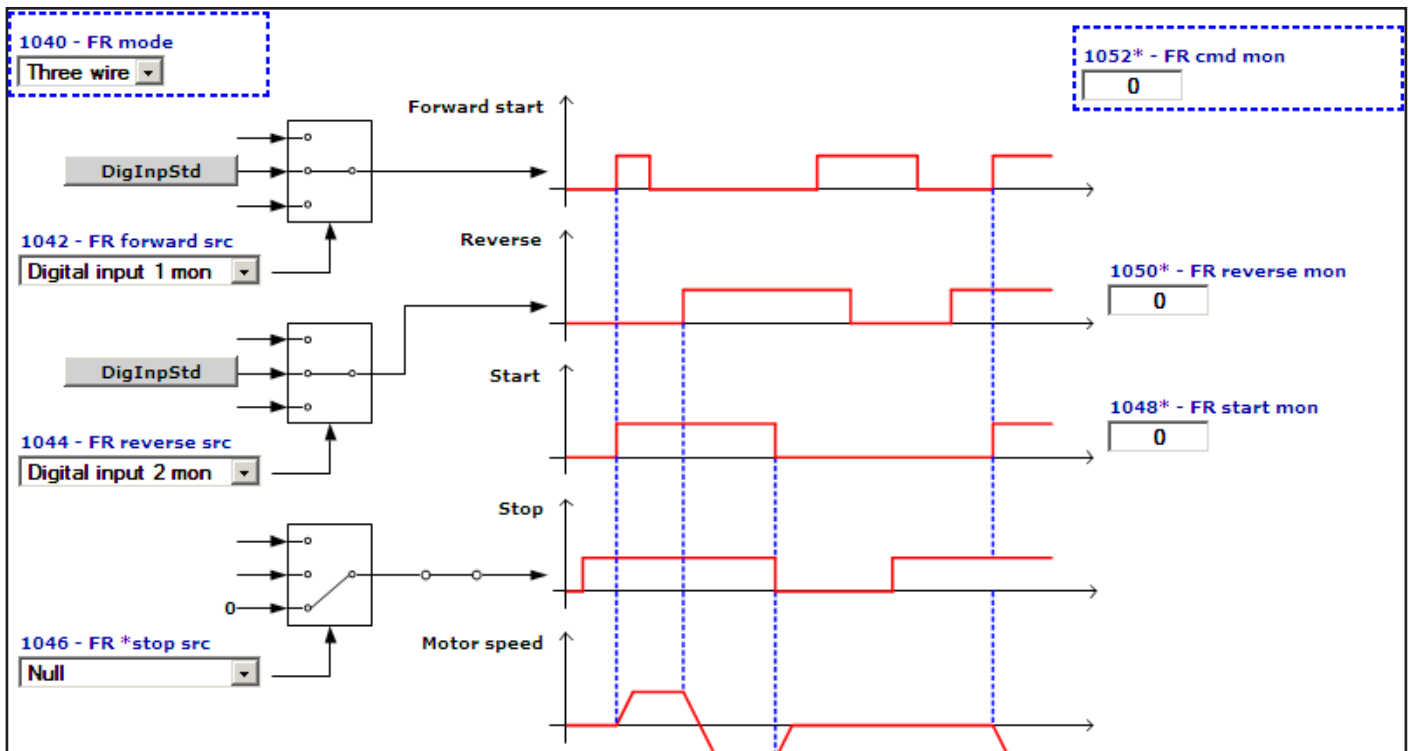 1040 - FR mode
Three wire
1052* - FR cmd mon
0
Forward start
DigInpStd
1042 - FR forward src
Digital input 1 mon
Reverse
1050* - FR reverse mon
0
DigInpStd
Start
1048* - FR start mon
0
1044 - FR reverse src
Digital input 2 mon
Stop
0
1046 - FR *stop src
Null
Motor speed